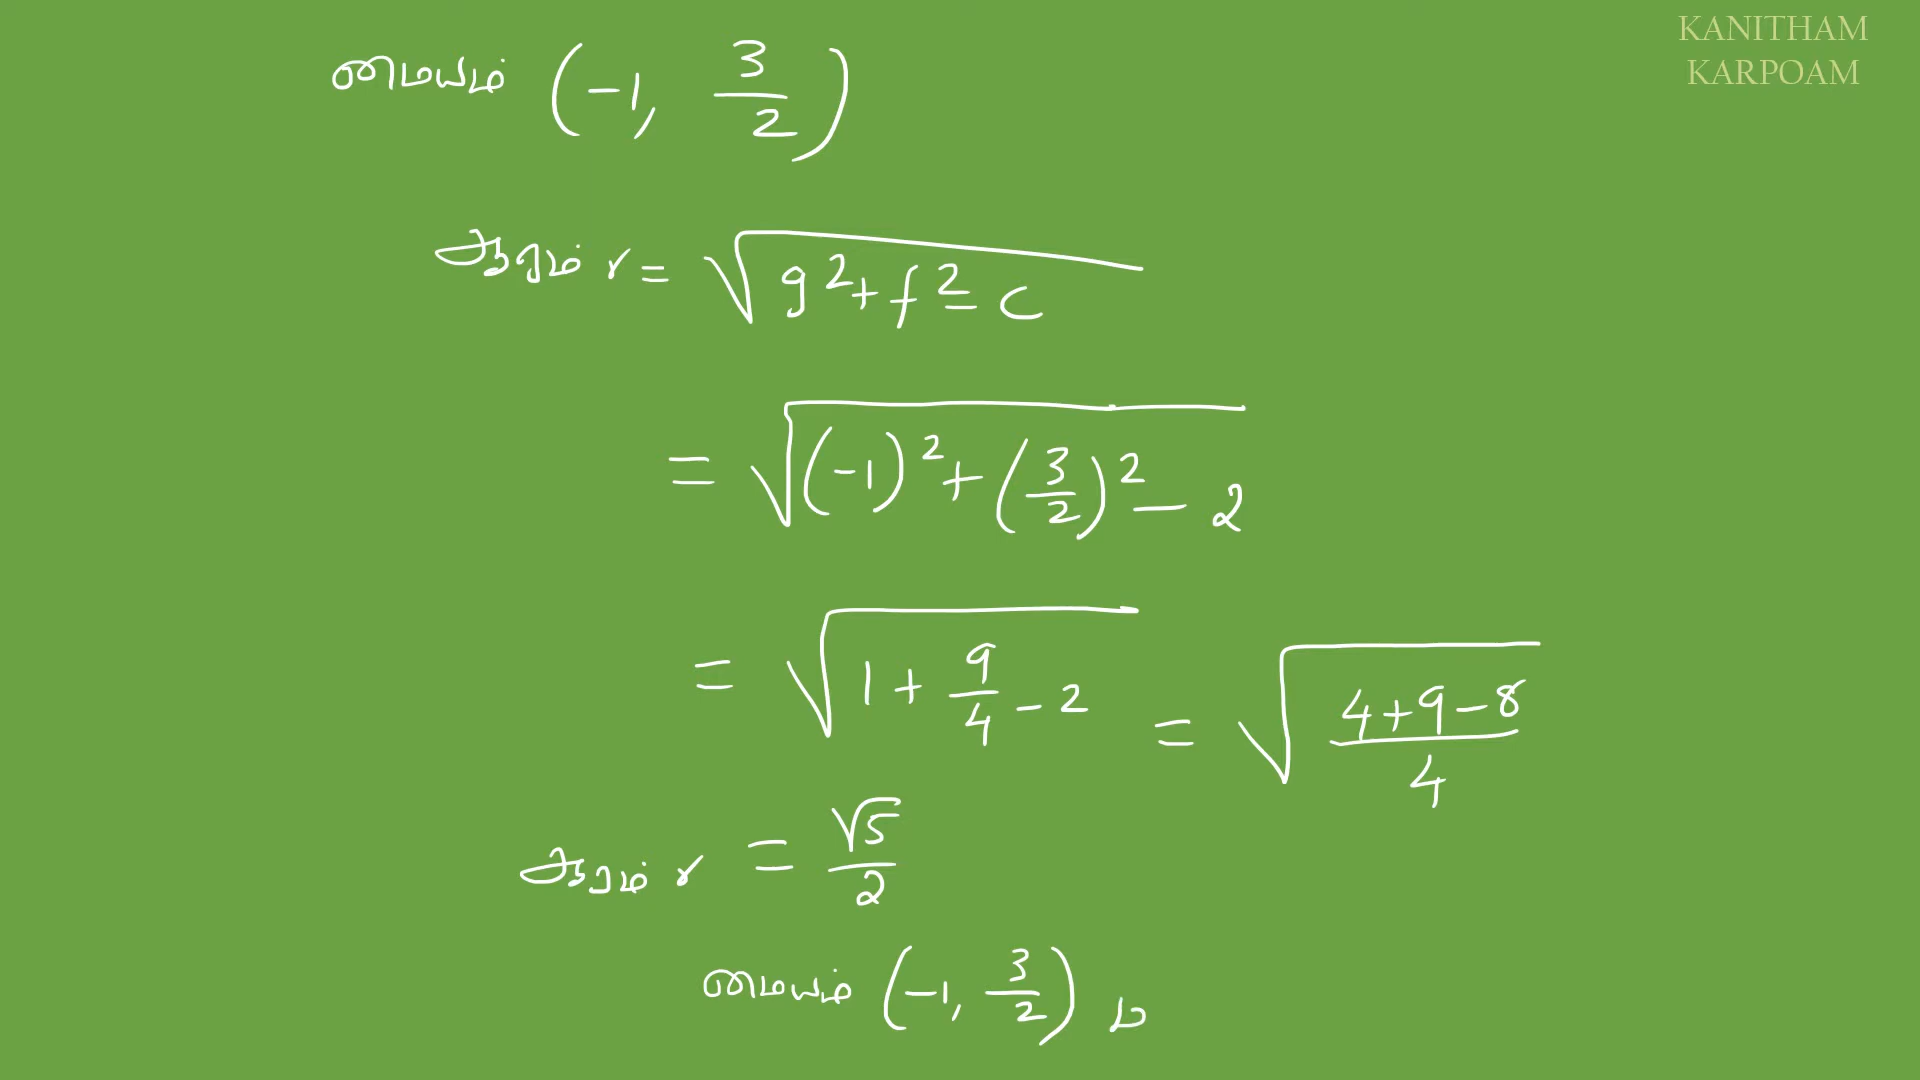 KANITHAM
KARPOAM
மையம் (-1, 3/2)
ஆரம் r = √(g² + f² - c)
= √((-1)² + (3/2)² - 2)
= √(1 + 9/4 - 2) = √((4+9-8)/4)
ஆரம் r = √5/2
மையம் (-1, 3/2)